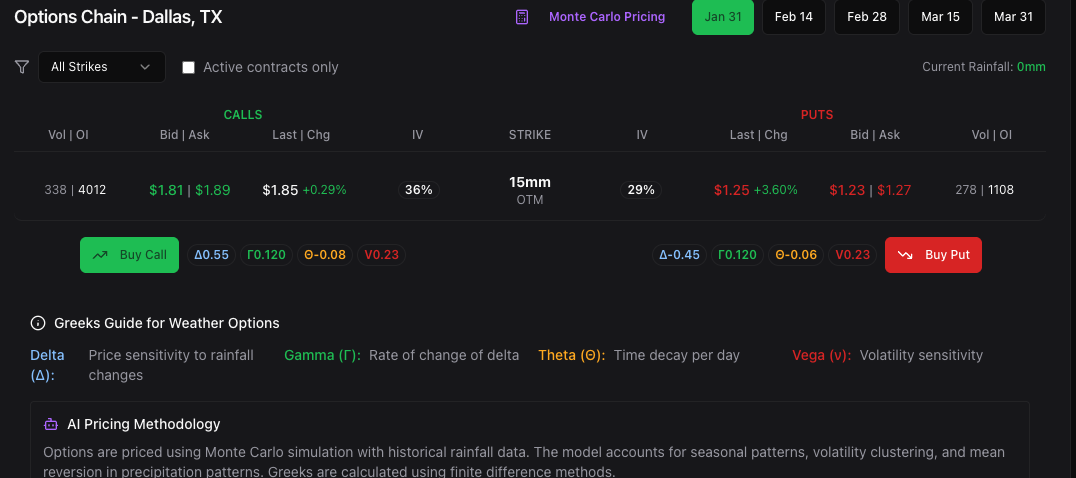 Options Chain - Dallas, TX
Monte Carlo Pricing
Jan 31
Feb 14
Feb 28
Mar 15
Mar 31
All Strikes
Active contracts only
Current Rainfall: 0mm
CALLS
PUTS
Vol | OI
Bid | Ask
Last | Chg
IV
STRIKE
IV
Last | Chg
Bid | Ask
Vol | OI
338 | 4012
$1.81 | $1.89
$1.85 +0.29%
36%
15mm
OTM
29%
$1.25 +3.60%
$1.23 | $1.27
278 | 1108
Buy Call
Δ0.55
Γ0.120
Θ-0.08
V0.23
Δ-0.45
Γ0.120
Θ-0.06
V0.23
Buy Put
Greeks Guide for Weather Options
Delta (Δ):
Price sensitivity to rainfall
changes
Gamma (Γ): Rate of change of delta
Theta (Θ): Time decay per day
Vega (ν): Volatility sensitivity
AI Pricing Methodology
Options are priced using Monte Carlo simulation with historical rainfall data. The model accounts for seasonal patterns, volatility clustering, and mean
reversion in precipitation patterns. Greeks are calculated using finite difference methods.